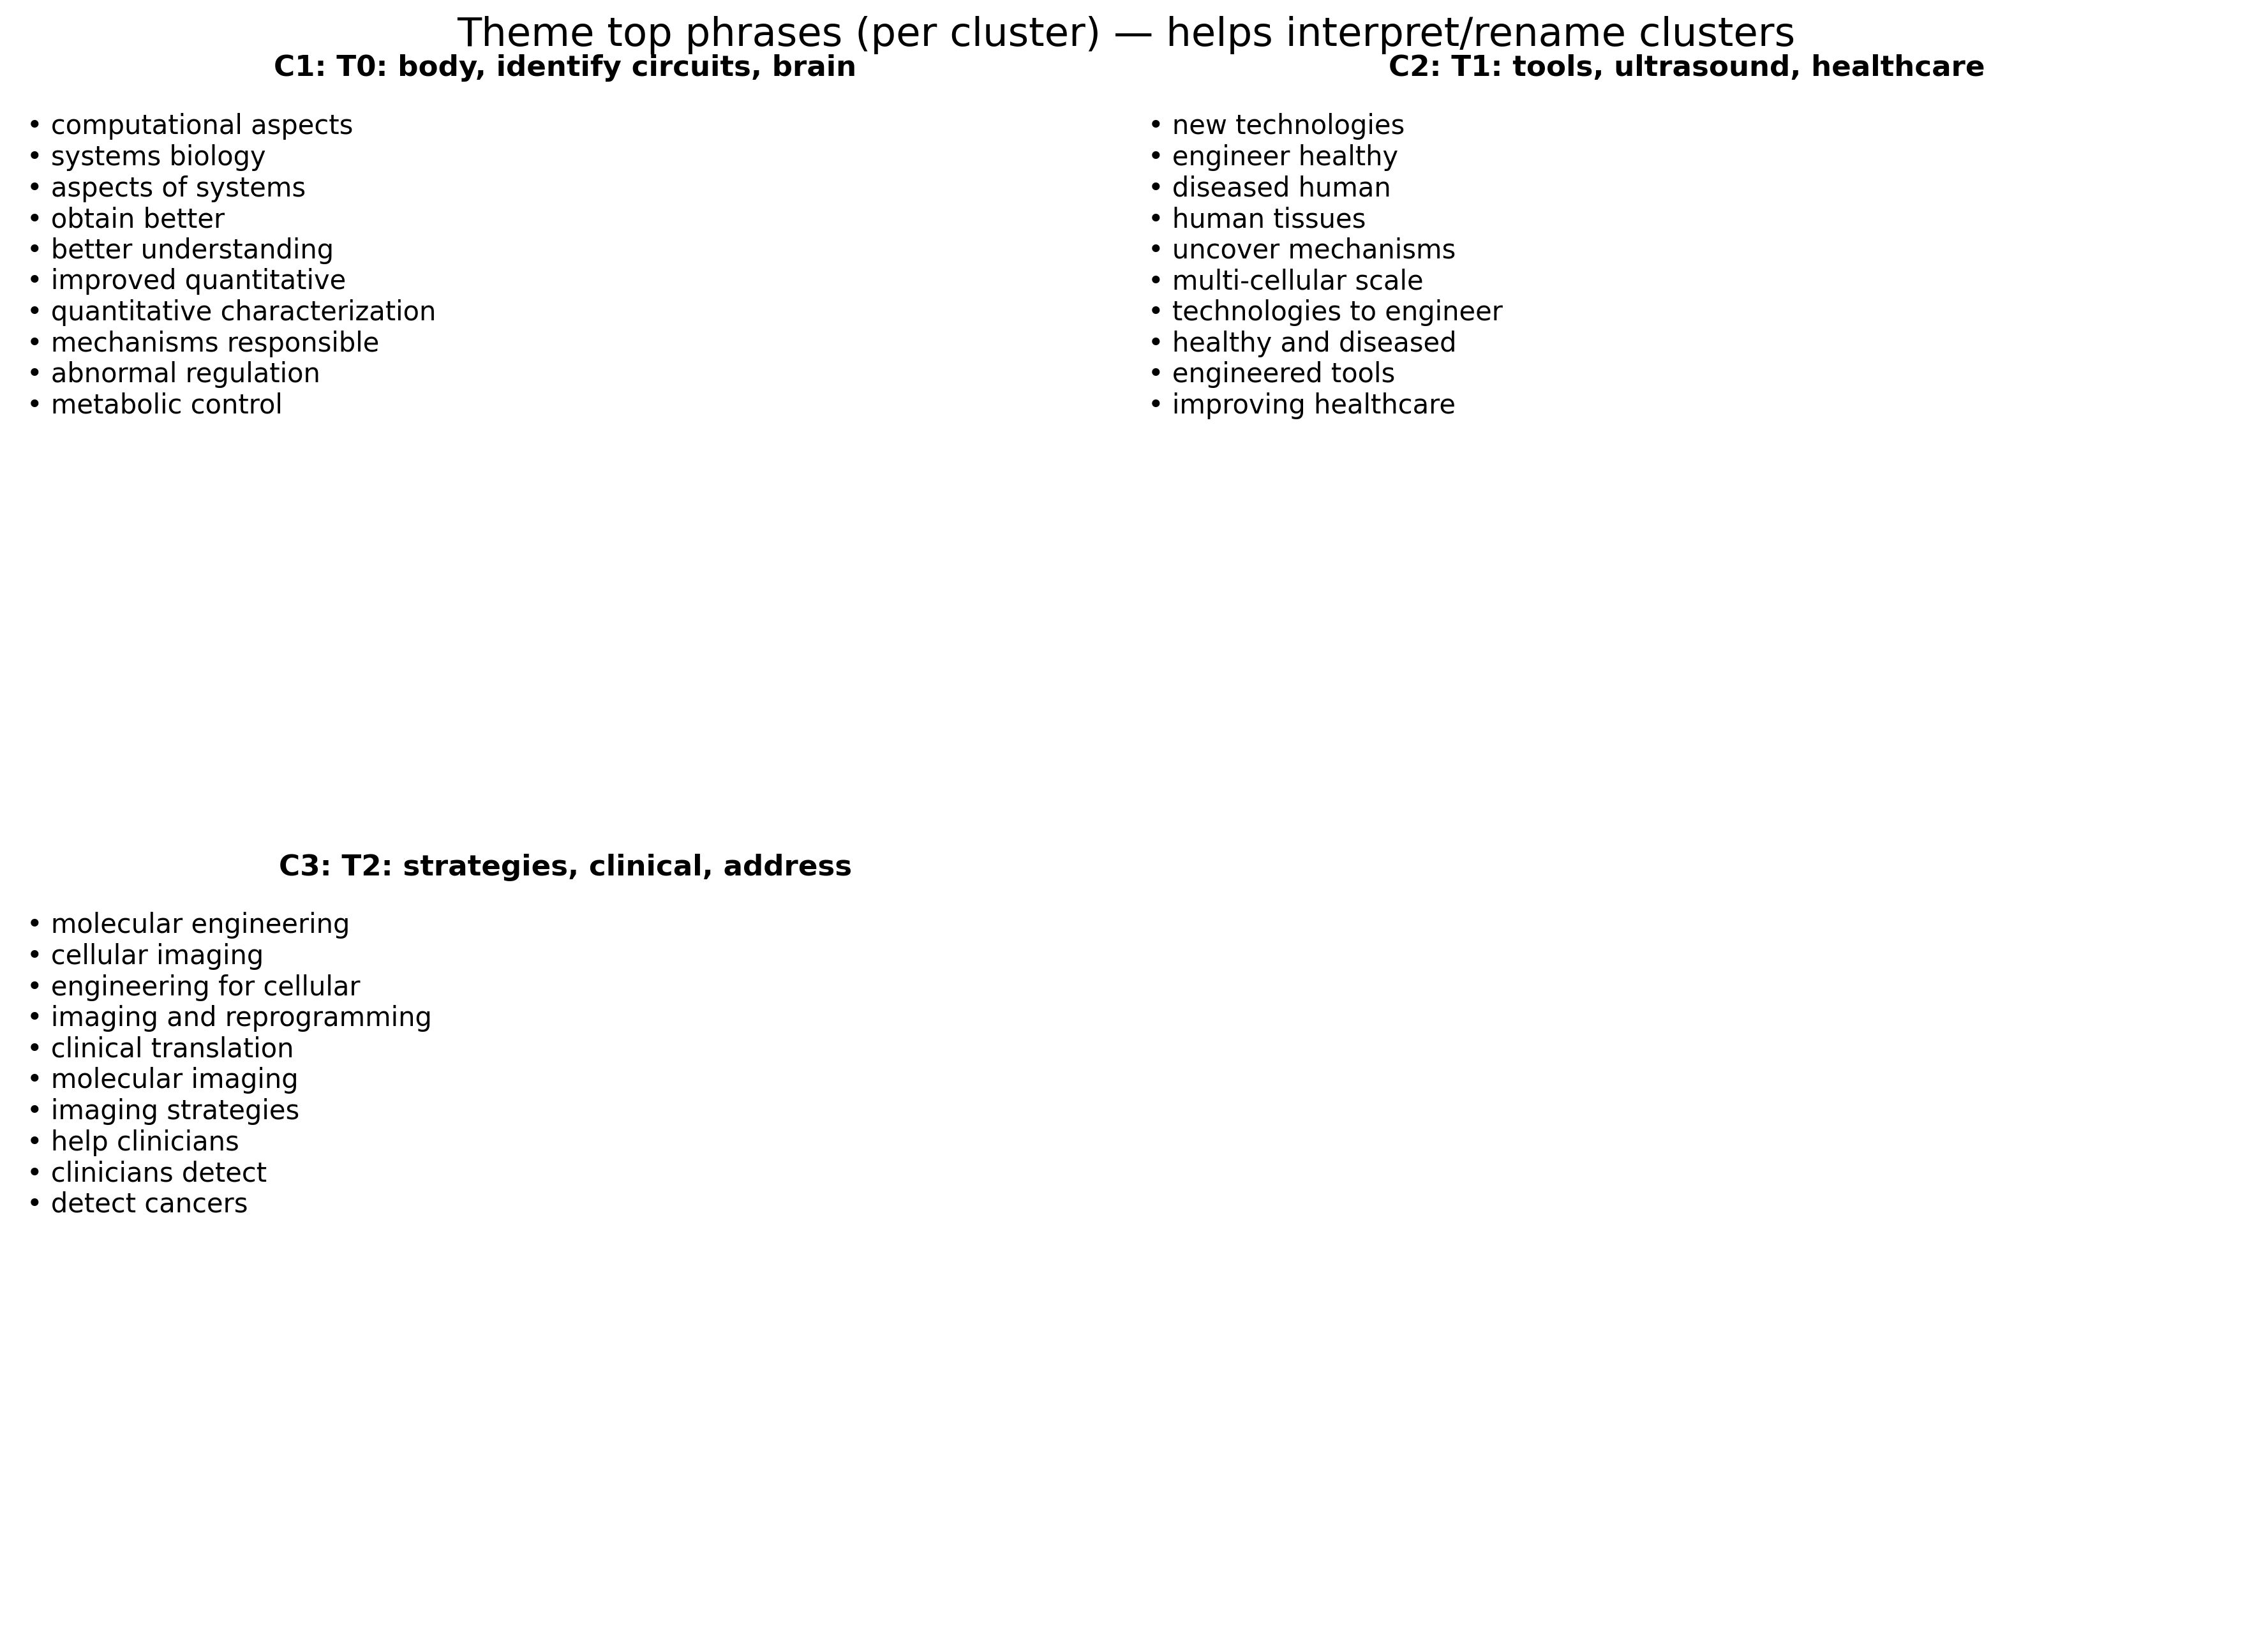 Theme top phrases (per cluster) — helps interpret/rename clusters
C1: T0: body, identify circuits, brain
• computational aspects
• systems biology
• aspects of systems
• obtain better
• better understanding
• improved quantitative
• quantitative characterization
• mechanisms responsible
• abnormal regulation
• metabolic control
C2: T1: tools, ultrasound, healthcare
• new technologies
• engineer healthy
• diseased human
• human tissues
• uncover mechanisms
• multi-cellular scale
• technologies to engineer
• healthy and diseased
• engineered tools
• improving healthcare
C3: T2: strategies, clinical, address
• molecular engineering
• cellular imaging
• engineering for cellular
• imaging and reprogramming
• clinical translation
• molecular imaging
• imaging strategies
• help clinicians
• clinicians detect
• detect cancers